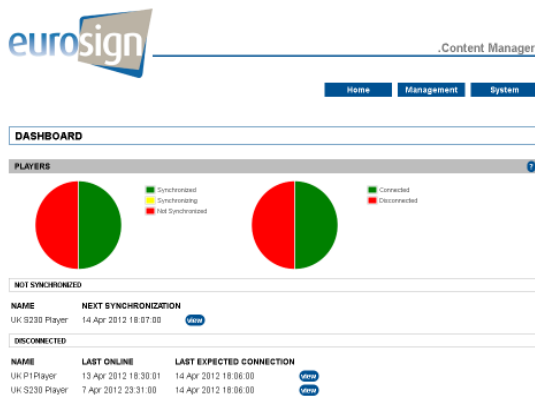 eurosign
.Content Manager
Home Management System
DASHBOARD
PLAYERS ?
Synchronized
Synchronizing
Not Synchronized
Connected
Disconnected
NOT SYNCHRONIZED
NAME NEXT SYNCHRONIZATION
UK S230 Player 14 Apr 2012 18:07:00 view
DISCONNECTED
NAME LAST ONLINE LAST EXPECTED CONNECTION
UK P1Player 13 Apr 2012 18:30:01 14 Apr 2012 18:06:00 view
UK S230 Player 7 Apr 2012 23:31:00 14 Apr 2012 18:06:00 view